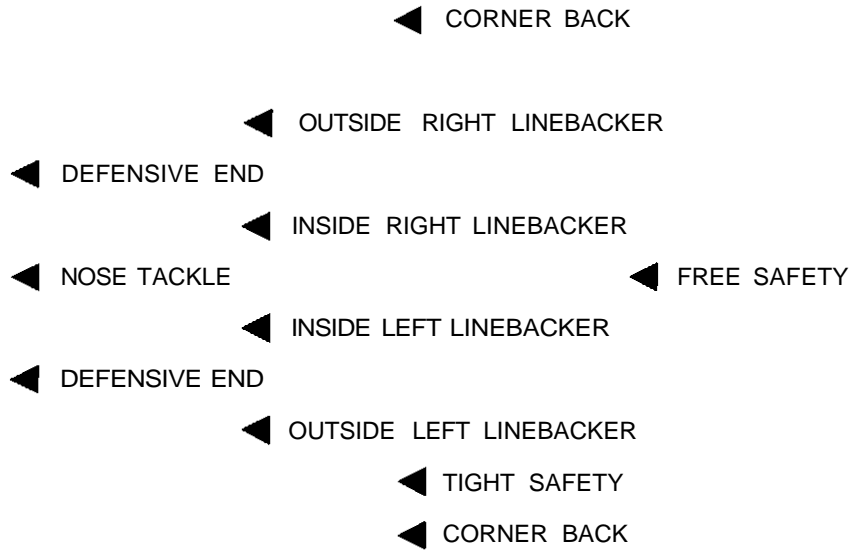 CORNER BACK
OUTSIDE RIGHT LINEBACKER
DEFENSIVE END
INSIDE RIGHT LINEBACKER
NOSE TACKLE
FREE SAFETY
INSIDE LEFT LINEBACKER
DEFENSIVE END
OUTSIDE LEFT LINEBACKER
TIGHT SAFETY
CORNER BACK